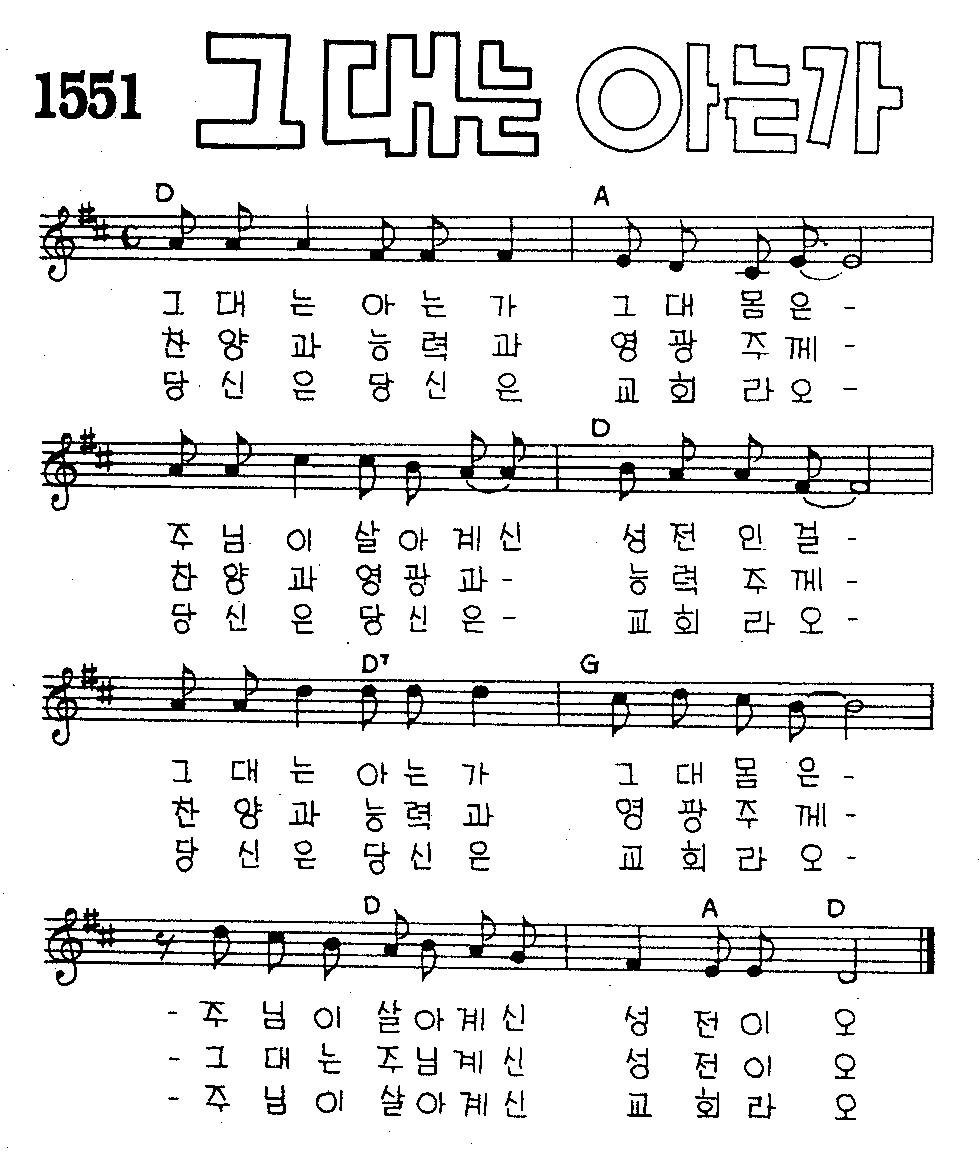 1551 그대는 아는가
D A
그대는 아는가 그대 몸은 -
찬양과 능력과 영광 주께 -
당신은 당신은 교회라오 -
D
주님이 살아계신 성전인 걸 -
찬양과 영광과 - 능력 주께 -
당신은 당신은 - 교회라오 -
D7 G
그대는 아는가 그대 몸은 -
찬양과 능력과 영광주께 -
당신은 당신은 교회라오 -
D A D
- 주님이 살아계신 성전이오
- 그대는 주님계신 성전이오
- 주님이 살아계신 교회라오